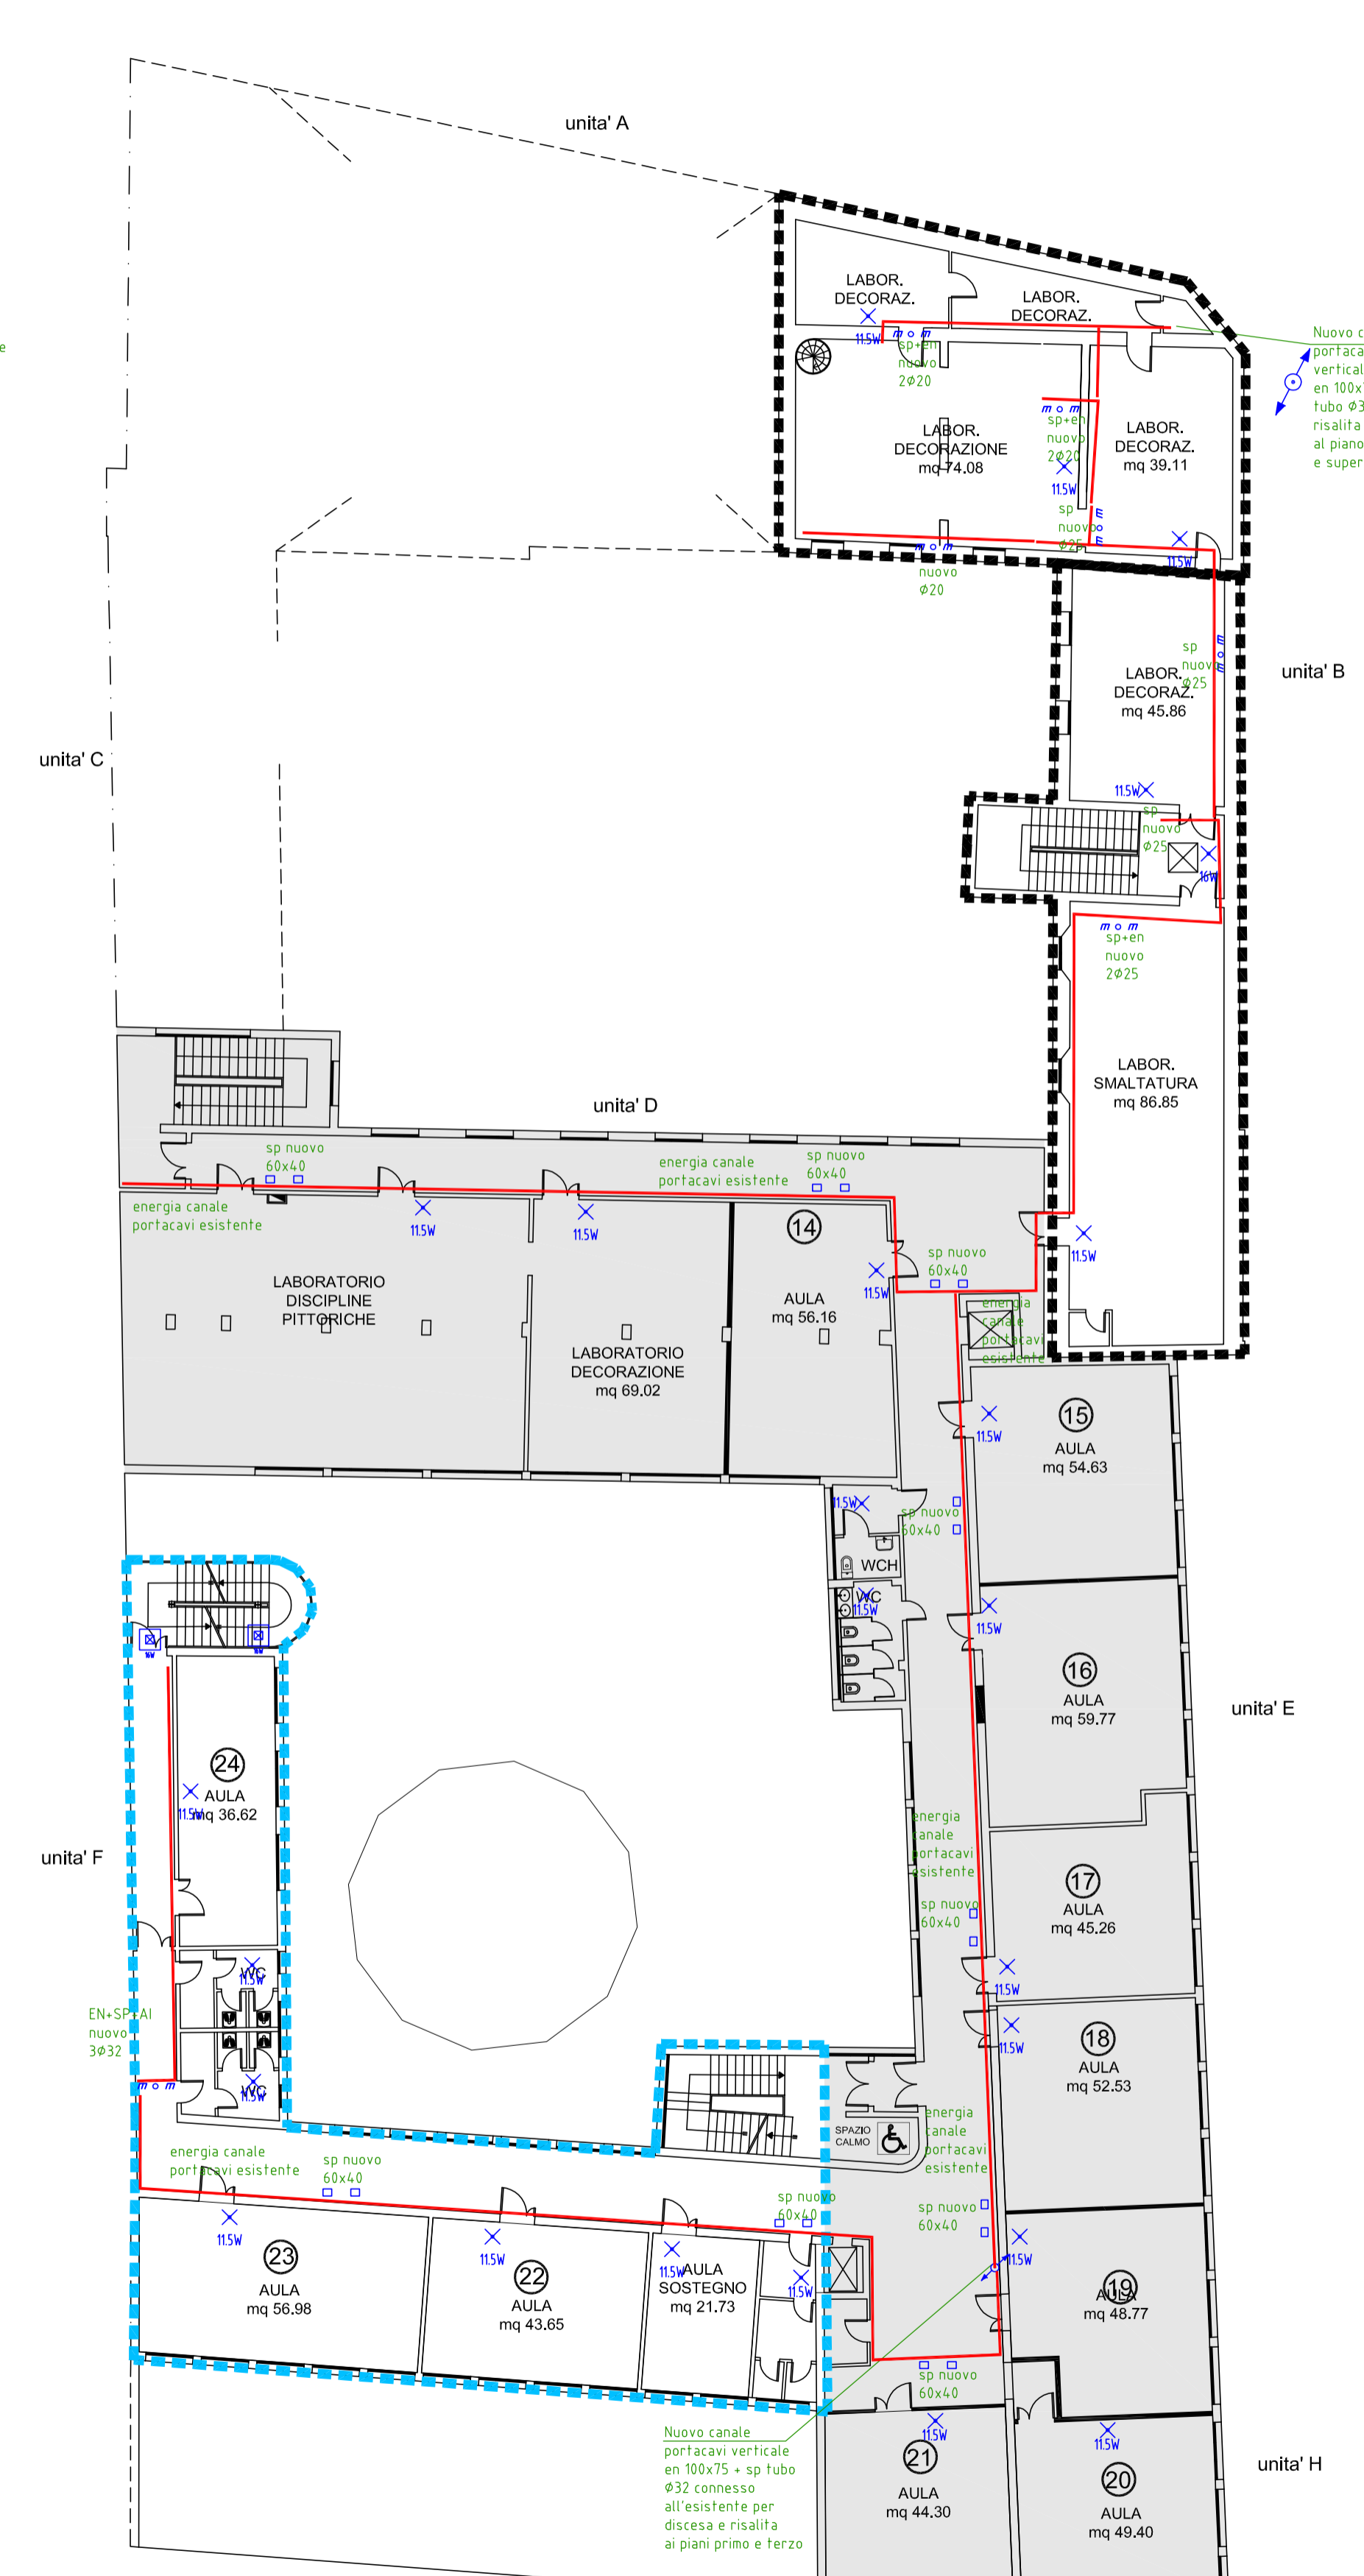 unita' A
LABOR.
DECORAZ.
11.5W
LABOR.
DECORAZ.
m o m
sp+en
nuovo
2ø20
Nuovo c
portaca
vertical
en 100x
tubo ø3
risalita
al piano
e super
e
LABOR.
DECORAZIONE
mq 74.08
m o m
sp+en
nuovo
2ø20
11.5W
LABOR.
DECORAZ.
mq 39.11
sp
nuovo
ø25
m o m
11.5W
m o m
nuovo
ø20
unita' B
sp
nuovo
ø25
m o m
LABOR.
DECORAZ.
mq 45.86
unita' C
11.5W
sp
nuovo
ø25
16W
m o m
sp+en
nuovo
2ø25
LABOR.
SMALTATURA
mq 86.85
11.5W
unita' D
sp nuovo
60x40
energia canale
portacavi esistente
sp nuovo
60x40
energia canale
portacavi esistente
11.5W
11.5W
14
AULA
mq 56.16
11.5W
sp nuovo
60x40
energia
canale
portacavi
esistente
LABORATORIO
DISCIPLINE
PITTORICHE
LABORATORIO
DECORAZIONE
mq 69.02
15
AULA
mq 54.63
11.5W
11.5W
sp nuovo
60x40
WCH
WC
11.5W
11.5W
16
AULA
mq 59.77
unita' E
24
AULA
mq 36.62
11.5W
energia
canale
portacavi
esistente
unita' F
sp nuovo
60x40
17
AULA
mq 45.26
11.5W
WC
11.5W
EN+SP+AI
nuovo
3ø32
m o m
WC
11.5W
18
AULA
mq 52.53
11.5W
SPAZIO
CALMO
energia
canale
portacavi
esistente
energia canale
portacavi esistente
sp nuovo
60x40
sp nuovo
60x40
sp nuovo
60x40
11.5W
11.5W
11.5W
11.5W
11.5W
23
AULA
mq 56.98
22
AULA
mq 43.65
AULA
SOSTEGNO
mq 21.73
19
AULA
mq 48.77
sp nuovo
60x40
Nuovo canale
portacavi verticale
en 100x75 + sp tubo
ø32 connesso
all'esistente per
discesa e risalita
ai piani primo e terzo
11.5W
21
AULA
mq 44.30
11.5W
20
AULA
mq 49.40
unita' H